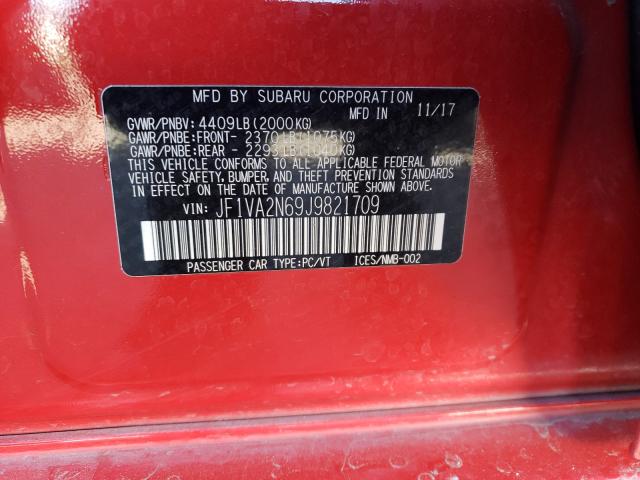 MFD BY SUBARU CORPORATION
MFD IN 11/17
GVWR/PNBV: 4409LB(2000KG)
GAWR/PNBE:FRONT- 2370LB(1075KG)
GAWR/PNBE:REAR - 2293LB(1040KG)
THIS VEHICLE CONFORMS TO ALL APPLICABLE FEDERAL MOTOR
VEHICLE SAFETY, BUMPER, AND THEFT PREVENTION STANDARDS
IN EFFECT ON THE DATE OF MANUFACTURE SHOWN ABOVE.
VIN: JF1VA2N69J9821709
PASSENGER CAR TYPE:PC/VT ICES/NMB-002